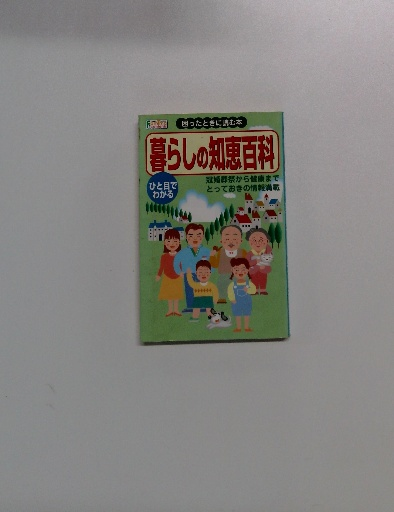 困ったときに読む本
暮らしの知恵百科
ひと目で
わかる
冠婚葬祭から健康まで
とっておきの情報満載